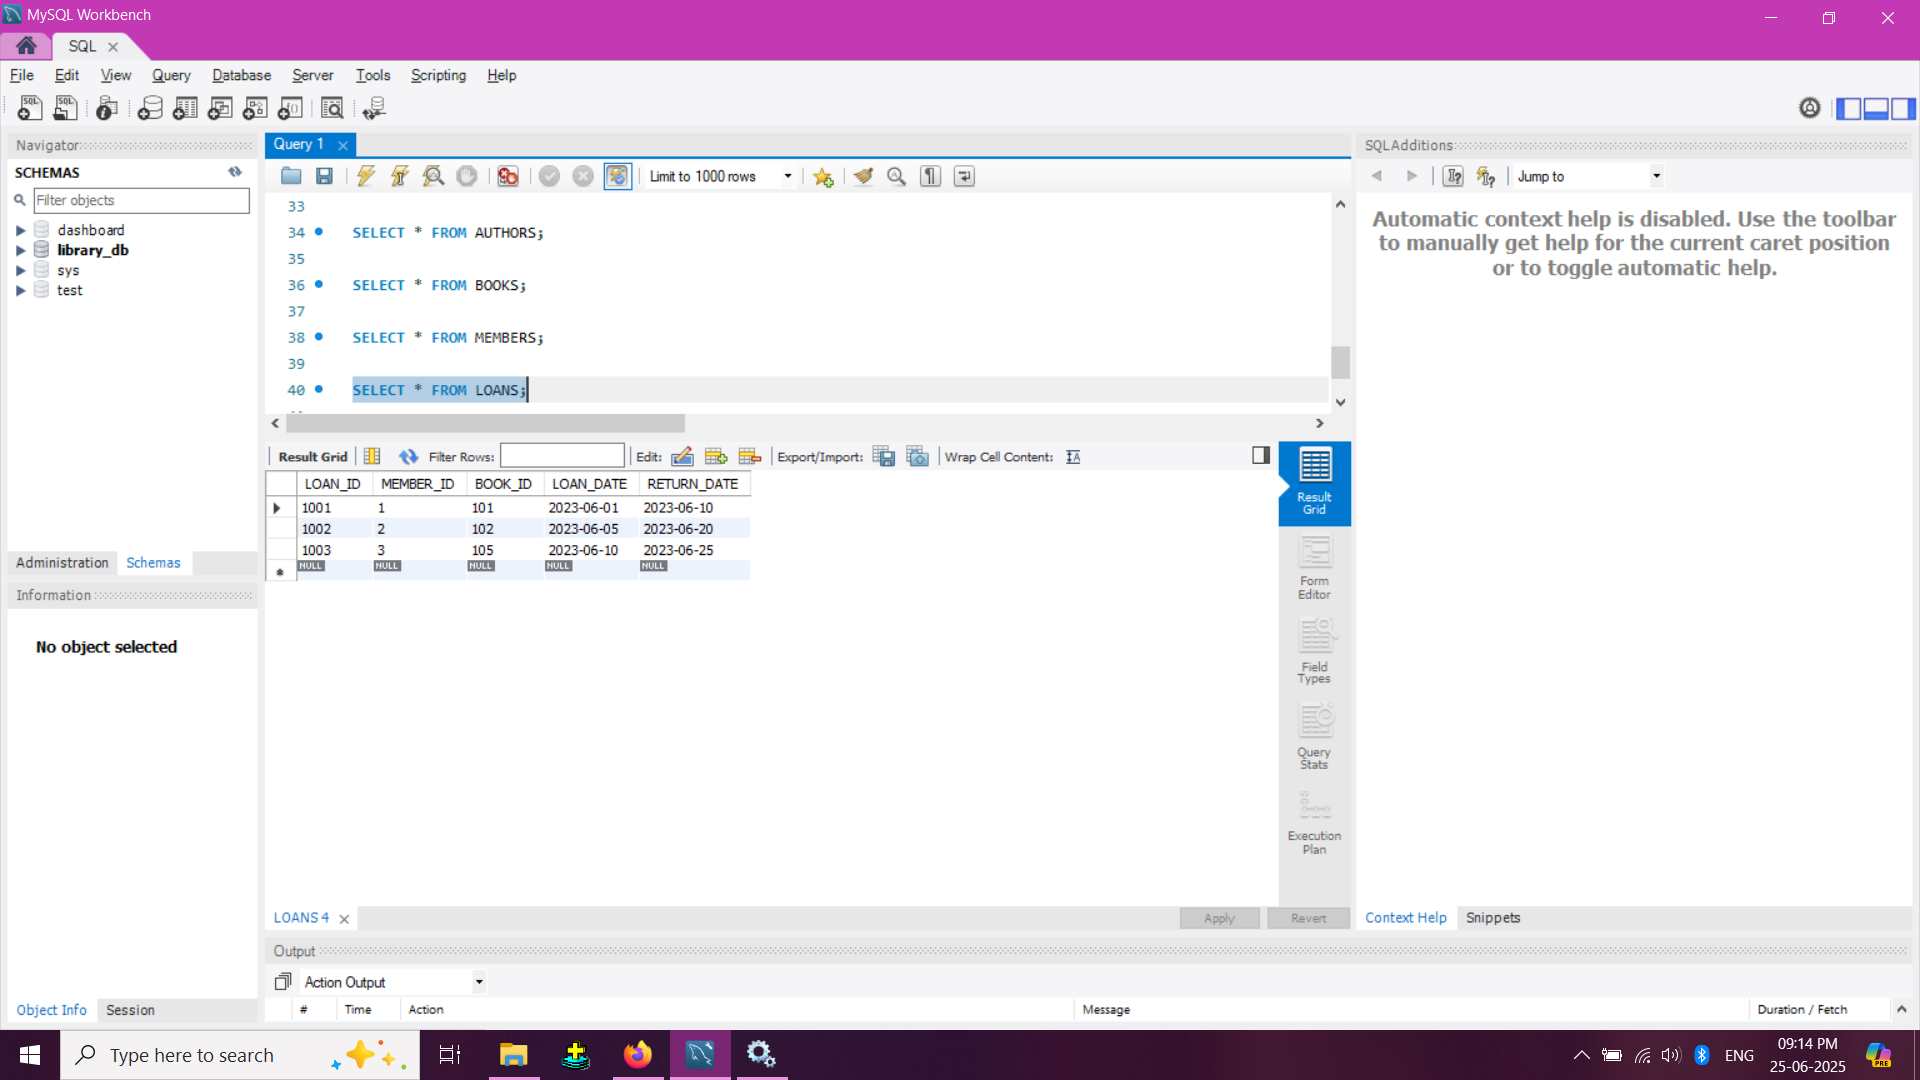 MySQL Workbench
SQL
File Edit View Query Database Server Tools Scripting Help
Navigator
SCHEMAS
Filter objects
dashboard
library_db
sys
test
Administration Schemas
Information
No object selected
Object Info Session
Query 1
Limit to 1000 rows
33
34 SELECT * FROM AUTHORS;
35
36 SELECT * FROM BOOKS;
37
38 SELECT * FROM MEMBERS;
39
40 SELECT * FROM LOANS;
Result Grid Filter Rows: Edit: Export/Import: Wrap Cell Content:
LOAN_ID MEMBER_ID BOOK_ID LOAN_DATE RETURN_DATE
1001 1 101 2023-06-01 2023-06-10
1002 2 102 2023-06-05 2023-06-20
1003 3 105 2023-06-10 2023-06-25
NULL NULL NULL NULL NULL
Result
Grid
Form
Editor
Field
Types
Query
Stats
Execution
Plan
LOANS 4
Apply Revert
SQLAdditions
Jump to
Automatic context help is disabled. Use the toolbar
to manually get help for the current caret position
or to toggle automatic help.
Context Help Snippets
Output
Action Output
# Time Action Message Duration / Fetch
Type here to search
ENG
09:14 PM
25-06-2025
PRE